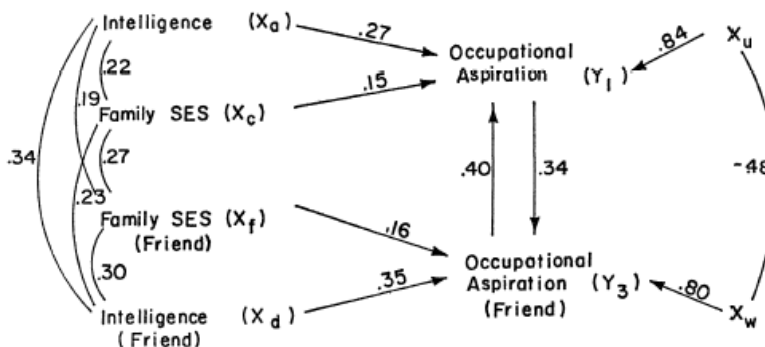 Intelligence (Xa)
.27
Occupational
Aspiration (Y1)
.84
Xu
.22
.19
Family SES (Xc)
.15
.34
.27
.40
.34
-.48
.23
Family SES (Xf)
(Friend)
.16
.30
Occupational
Aspiration (Y3)
(Friend)
.35
.80
Xw
Intelligence (Xd)
(Friend)